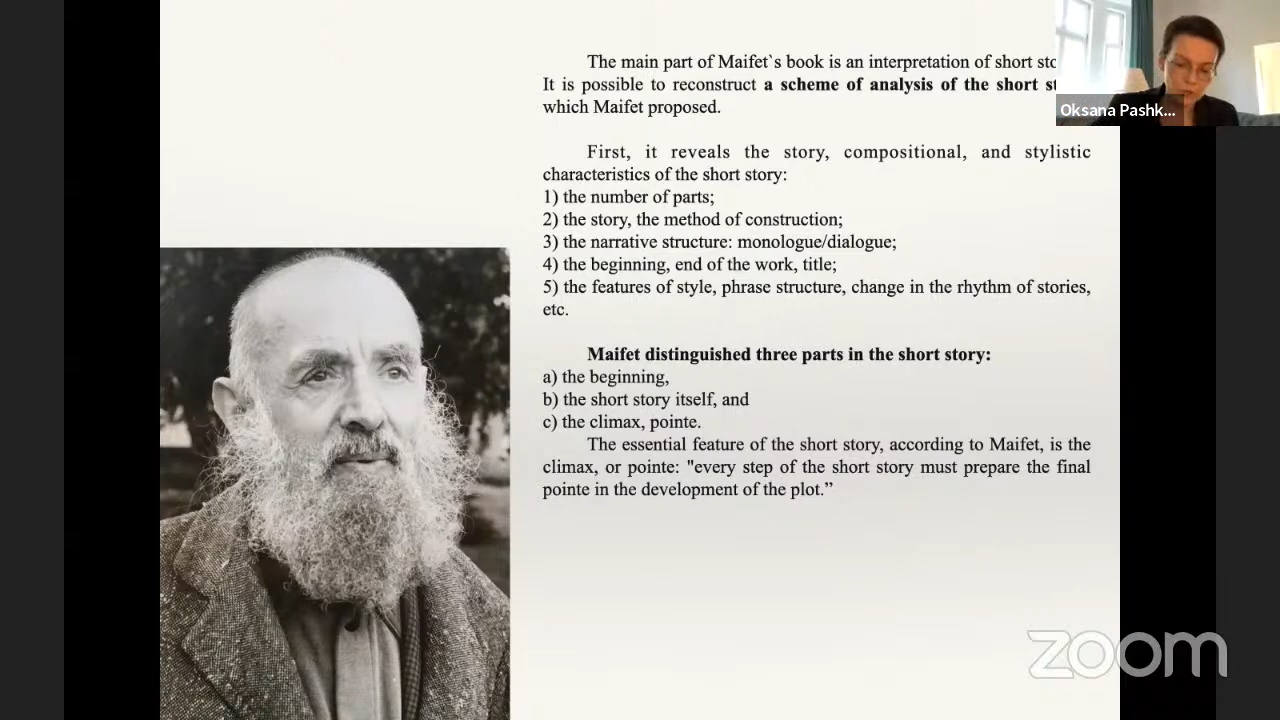 The main part of Maifet`s book is an interpretation of short
It is possible to reconstruct a scheme of analysis of the short
which Maifet proposed.
First, it reveals the story, compositional, and stylistic
characteristics of the short story:
1) the number of parts;
2) the story, the method of construction;
3) the narrative structure: monologue/dialogue;
4) the beginning, end of the work, title;
5) the features of style, phrase structure, change in the rhythm of stories,
etc.
Maifet distinguished three parts in the short story:
a) the beginning,
b) the short story itself, and
c) the climax, pointe.
The essential feature of the short story, according to Maifet, is the
climax, or pointe: "every step of the short story must prepare the final
pointe in the development of the plot.”
Oksana Pashk...
zoom